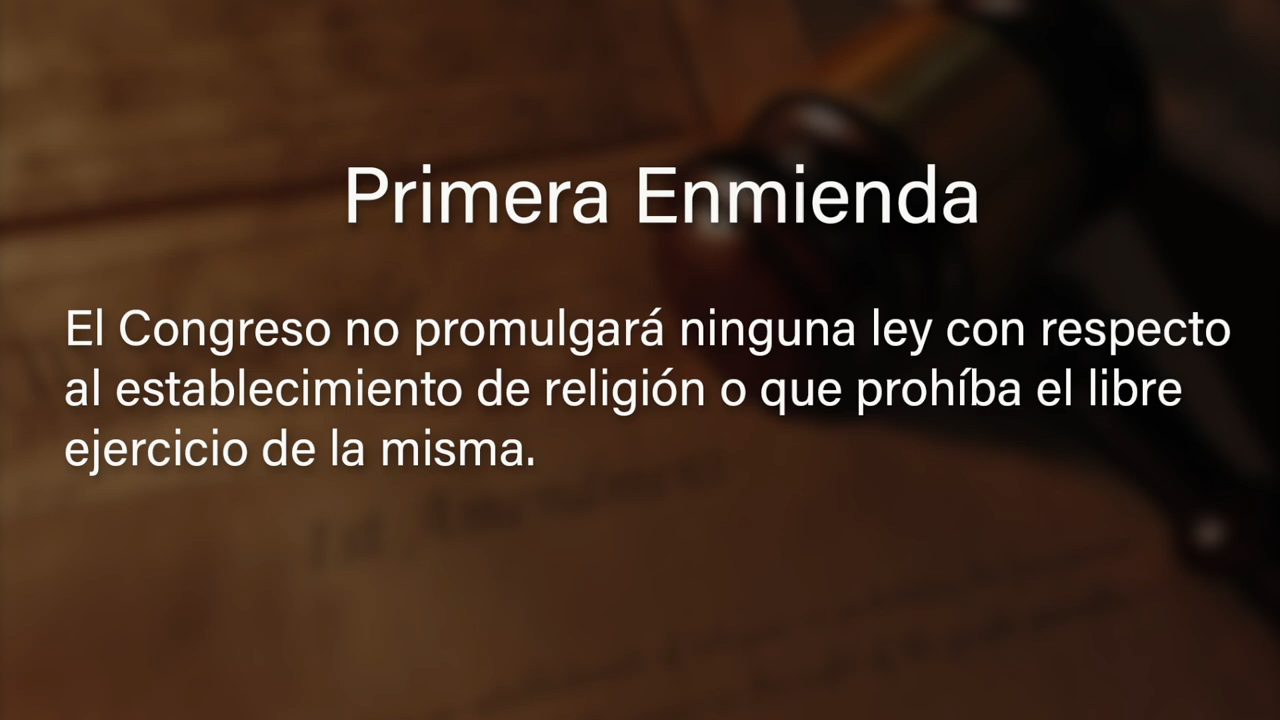 Primera Enmienda
El Congreso no promulgará ninguna ley con respecto
al establecimiento de religión o que prohíba el libre
ejercicio de la misma.